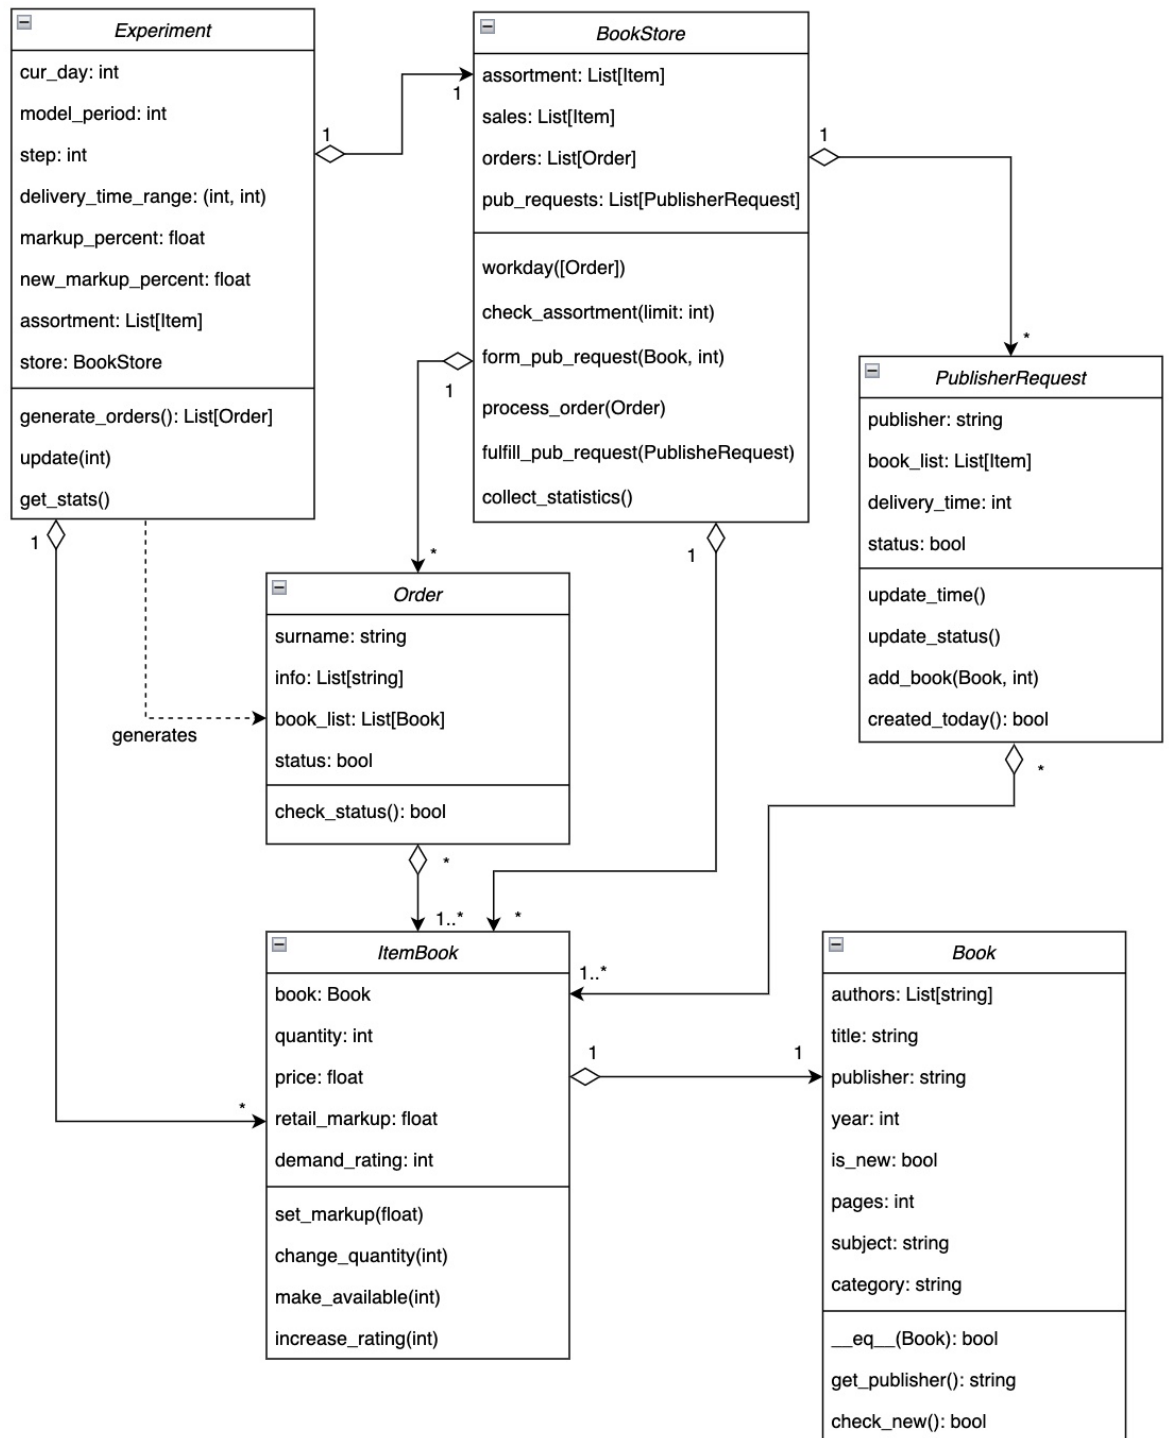 Experiment
cur_day: int
model_period: int
step: int
delivery_time_range: (int, int)
markup_percent: float
new_markup_percent: float
assortment: List[Item]
store: BookStore
generate_orders(): List[Order]
update(int)
get_stats()
1
1
1
BookStore
assortment: List[Item]
sales: List[Item]
orders: List[Order]
pub_requests: List[PublisherRequest]
workday([Order])
check_assortment(limit: int)
form_pub_request(Book, int)
process_order(Order)
fulfill_pub_request(PublisheRequest)
collect_statistics()
1
1
1
*
PublisherRequest
publisher: string
book_list: List[Item]
delivery_time: int
status: bool
update_time()
update_status()
add_book(Book, int)
created_today(): bool
*
*
Order
surname: string
info: List[string]
book_list: List[Book]
status: bool
check_status(): bool
generates
*
1..*
*
1..*
*
ItemBook
book: Book
quantity: int
price: float
retail_markup: float
demand_rating: int
set_markup(float)
change_quantity(int)
make_available(int)
increase_rating(int)
1
1
Book
authors: List[string]
title: string
publisher: string
year: int
is_new: bool
pages: int
subject: string
category: string
__eq__(Book): bool
get_publisher(): string
check_new(): bool